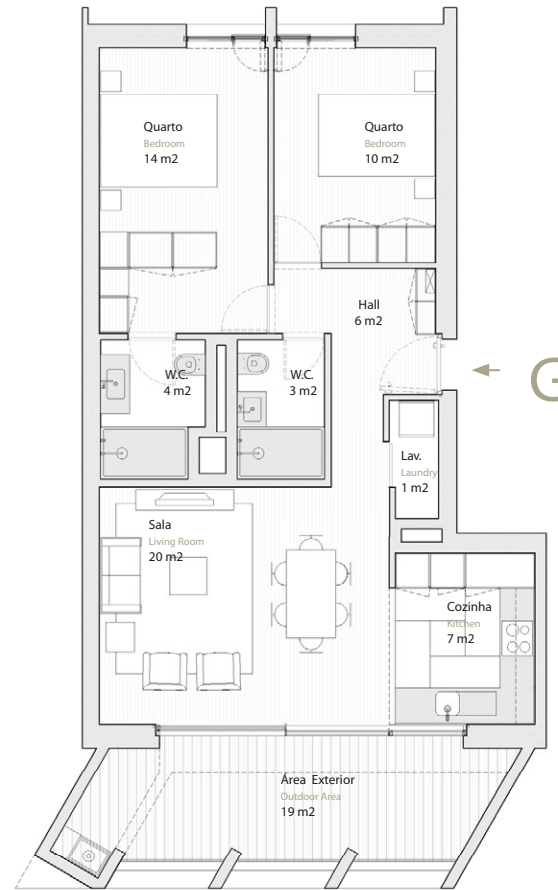 Quarto
Bedroom
14 m2
Quarto
Bedroom
10 m2
Hall
6 m2
W.C.
4 m2
W.C.
3 m2
G
Lav.
Laundry
1 m2
Sala
Living Room
20 m2
Cozinha
Kitchen
7 m2
Área Exterior
Outdoor Area
19 m2